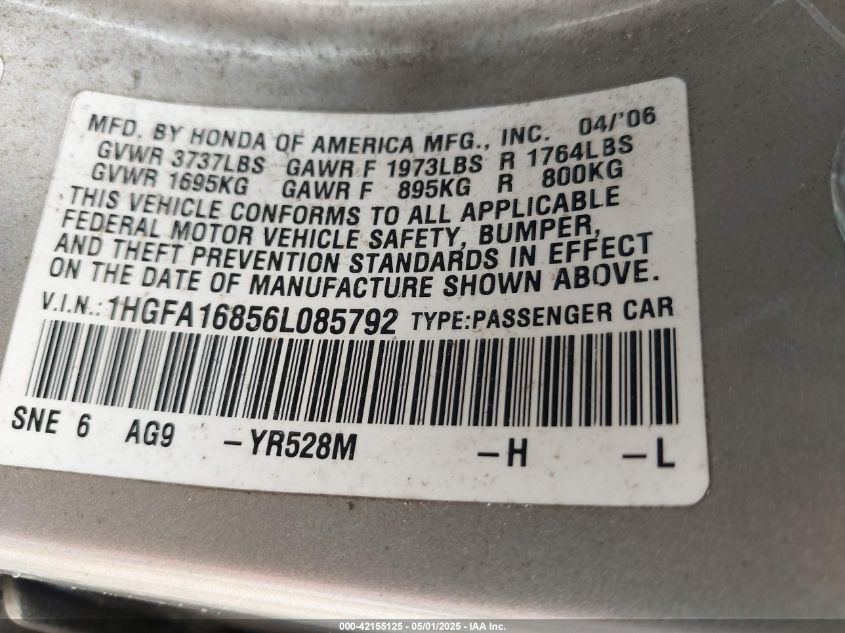 MFD. BY HONDA OF AMERICA MFG., INC. 04/'06
GVWR 3737LBS GAWR F 1973LBS R 1764LBS
GVWR 1695KG GAWR F 895KG R 800KG
THIS VEHICLE CONFORMS TO ALL APPLICABLE
FEDERAL MOTOR VEHICLE SAFETY, BUMPER,
AND THEFT PREVENTION STANDARDS IN EFFECT
ON THE DATE OF MANUFACTURE SHOWN ABOVE.
V.I.N.: 1HGFA16856L085792 TYPE:PASSENGER CAR
SNE 6 AG9 -YR528M -H -L
000-42155125 - 05/01/2025 - IAA Inc.